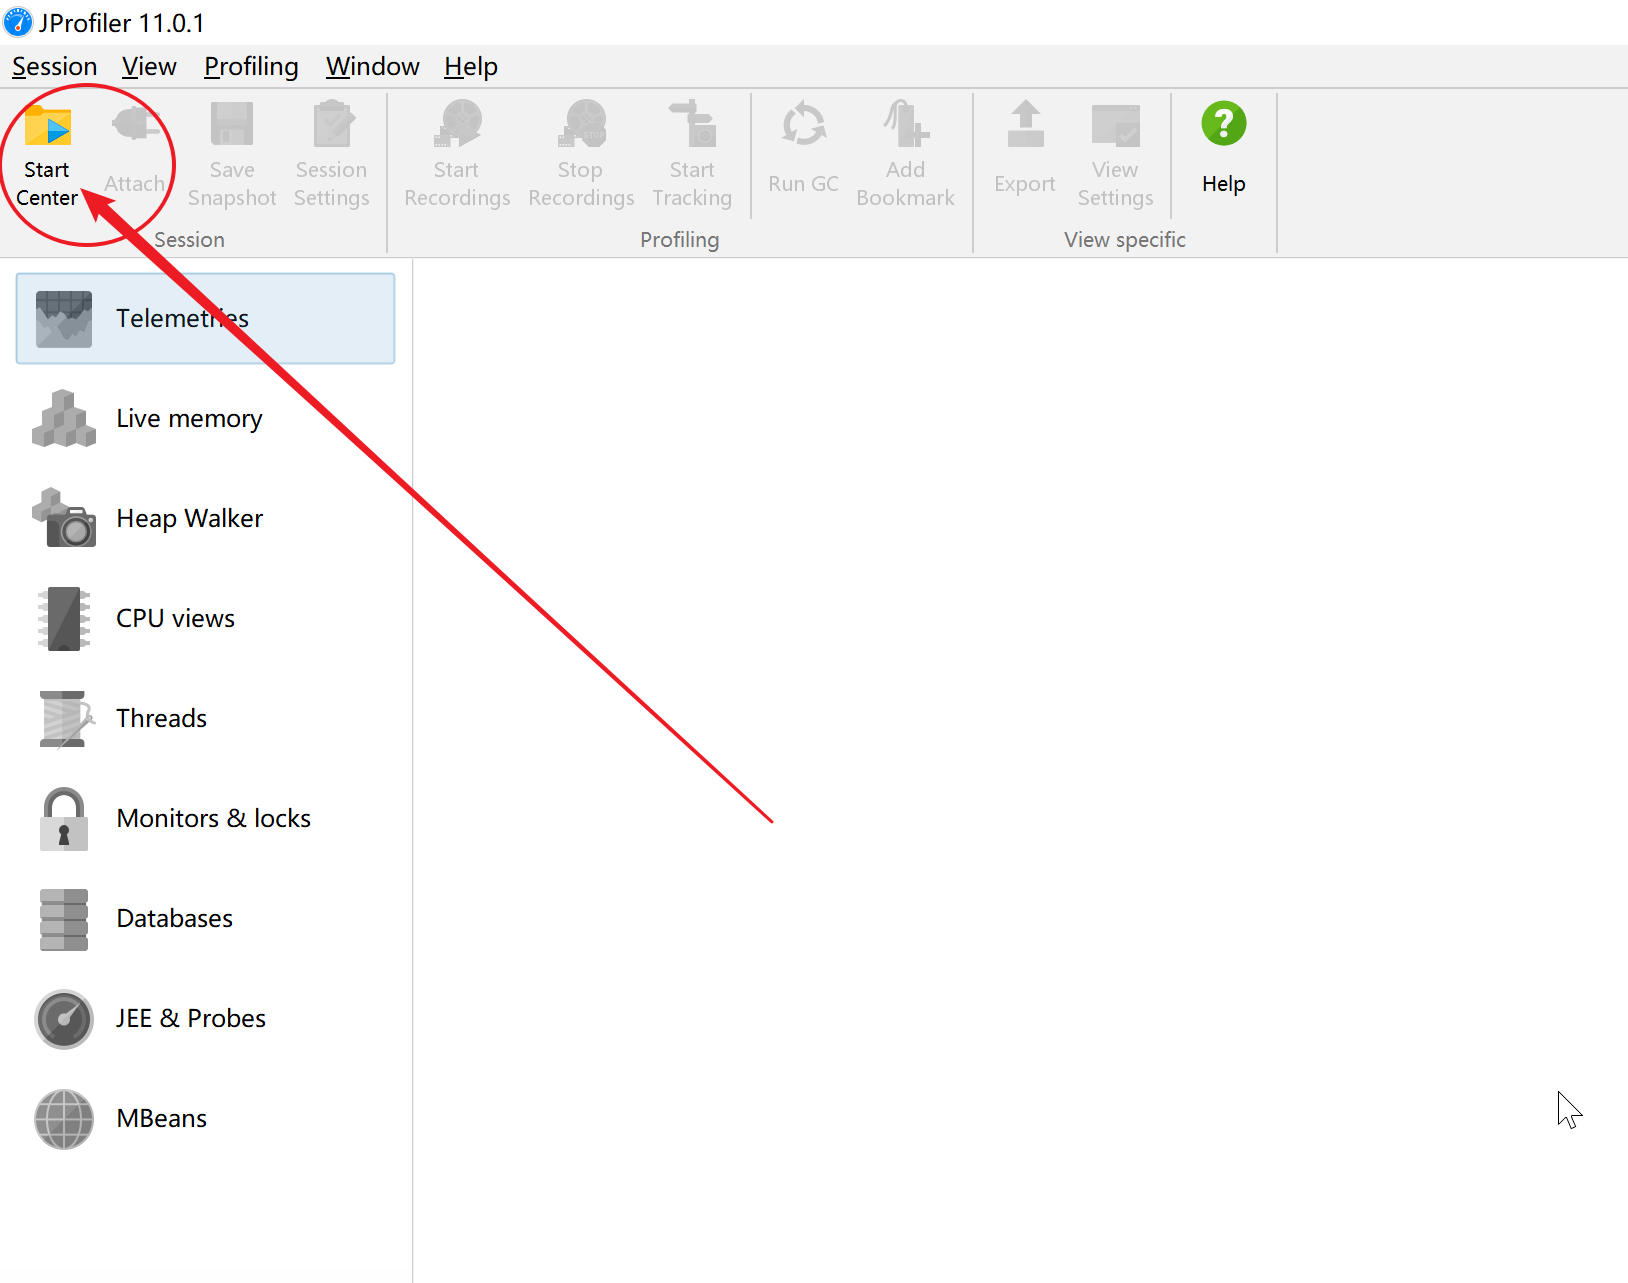 JProfiler 11.0.1
Session View Profiling Window Help
Start Center
Attach
Save Snapshot
Session Settings
Start Recordings
Stop Recordings
Start Tracking
Run GC
Add Bookmark
Export
View Settings
Help
Session
Profiling
View specific
Telemetries
Live memory
Heap Walker
CPU views
Threads
Monitors & locks
Databases
JEE & Probes
MBeans